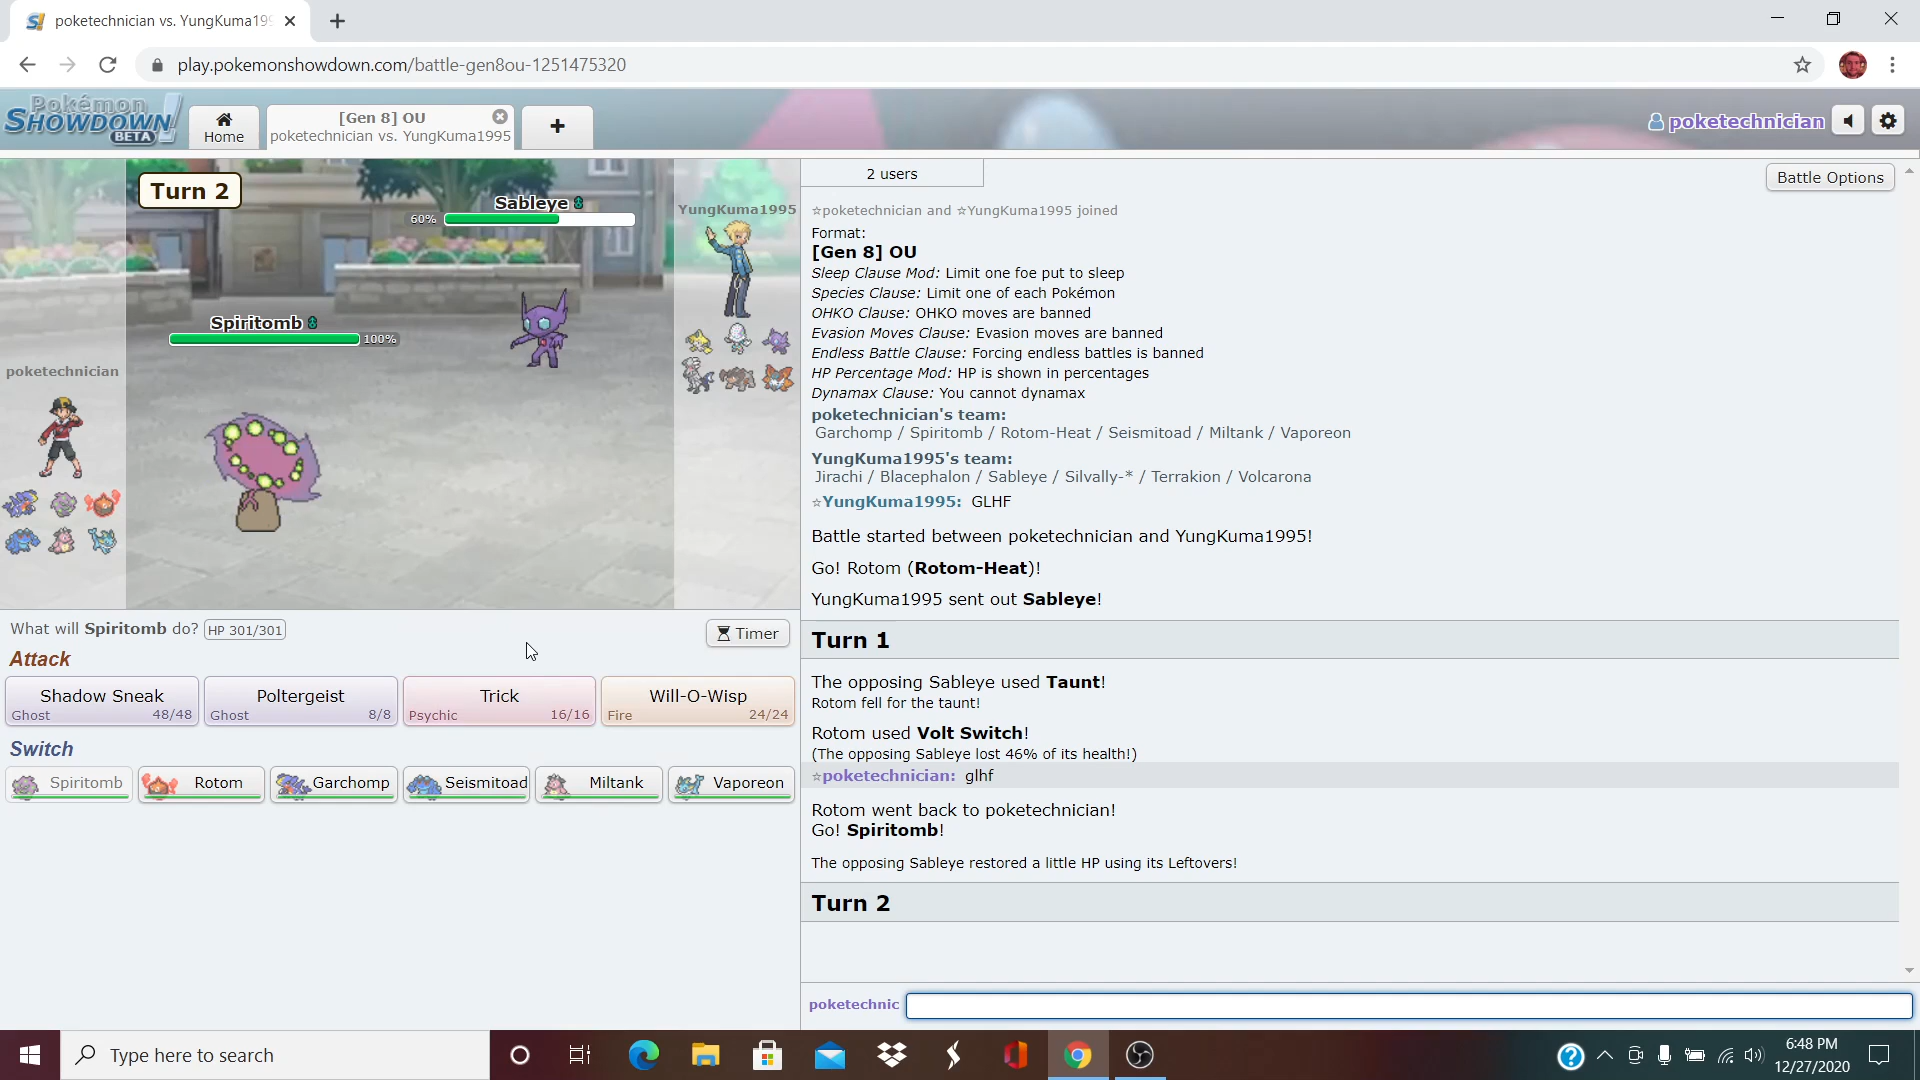 poketechnician vs. YungKuma199
play.pokemonshowdown.com/battle-gen8ou-1251475320
Pokémon
SHOWDOWN!
BETA
Home
[Gen 8] OU
poketechnician vs. YungKuma1995
poketechnician
Turn 2
Sableye
60%
YungKuma1995
Spiritomb
100%
poketechnician
What will Spiritomb do? HP 301/301
Timer
Attack
Shadow Sneak
Ghost 48/48
Poltergeist
Ghost 8/8
Trick
Psychic 16/16
Will-O-Wisp
Fire 24/24
Switch
Spiritomb
Rotom
Garchomp
Seismitoad
Miltank
Vaporeon
2 users
Battle Options
☆poketechnician and ☆YungKuma1995 joined
Format:
[Gen 8] OU
Sleep Clause Mod: Limit one foe put to sleep
Species Clause: Limit one of each Pokémon
OHKO Clause: OHKO moves are banned
Evasion Moves Clause: Evasion moves are banned
Endless Battle Clause: Forcing endless battles is banned
HP Percentage Mod: HP is shown in percentages
Dynamax Clause: You cannot dynamax
poketechnician's team:
Garchomp / Spiritomb / Rotom-Heat / Seismitoad / Miltank / Vaporeon
YungKuma1995's team:
Jirachi / Blacephalon / Sableye / Silvally-* / Terrakion / Volcarona
☆YungKuma1995: GLHF
Battle started between poketechnician and YungKuma1995!
Go! Rotom (Rotom-Heat)!
YungKuma1995 sent out Sableye!
Turn 1
The opposing Sableye used Taunt!
Rotom fell for the taunt!
Rotom used Volt Switch!
(The opposing Sableye lost 46% of its health!)
☆poketechnician: glhf
Rotom went back to poketechnician!
Go! Spiritomb!
The opposing Sableye restored a little HP using its Leftovers!
Turn 2
poketechnic
Type here to search
6:48 PM
12/27/2020